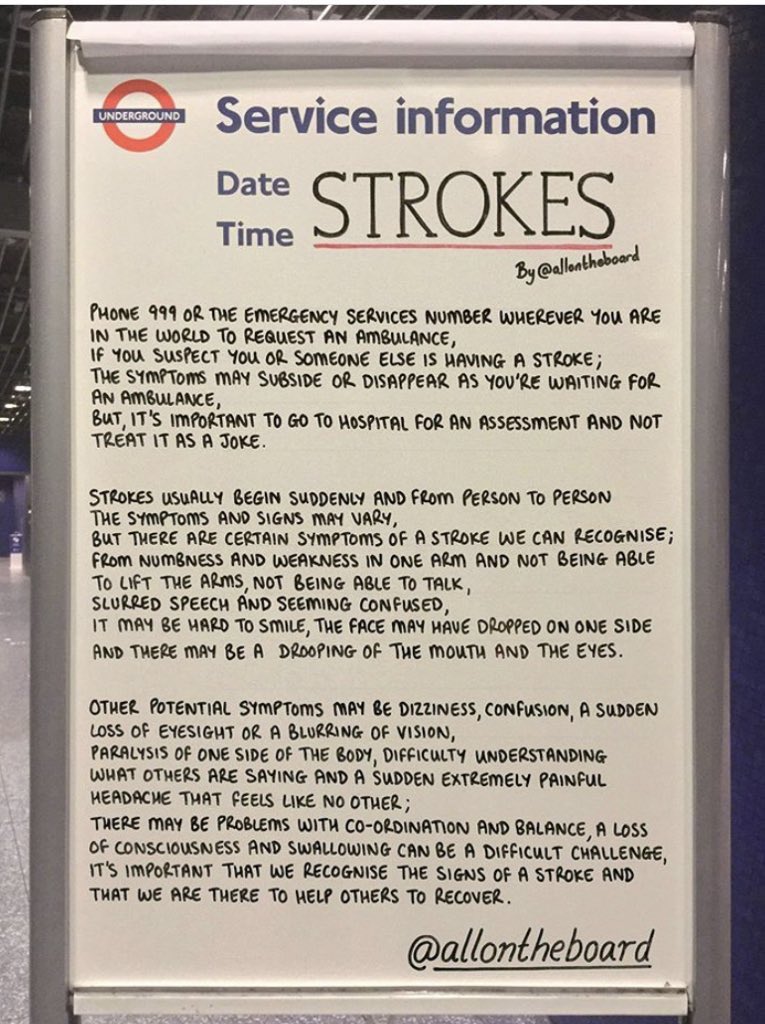 UNDERGROUND
Service information
Date
Time
STROKES
By @allontheboard
PHONE 999 OR THE EMERGENCY SERVICES NUMBER WHEREVER YOU ARE
IN THE WORLD TO REQUEST AN AMBULANCE,
IF YOU SUSPECT YOU OR SOMEONE ELSE IS HAVING A STROKE;
THE SYMPTOMS MAY SUBSIDE OR DISAPPEAR AS YOU'RE WAITING FOR
AN AMBULANCE,
BUT, IT'S IMPORTANT TO GO TO HOSPITAL FOR AN ASSESSMENT AND NOT
TREAT IT AS A JOKE.
STROKES USUALLY BEGIN SUDDENLY AND FROM PERSON TO PERSON
THE SYMPTOMS AND SIGNS MAY VARY,
BUT THERE ARE CERTAIN SYMPTOMS OF A STROKE WE CAN RECOGNISE;
FROM NUMBNESS AND WEAKNESS IN ONE ARM AND NOT BEING ABLE
TO LIFT THE ARMS, NOT BEING ABLE TO TALK,
SLURRED SPEECH AND SEEMING CONFUSED,
IT MAY BE HARD TO SMILE, THE FACE MAY HAVE DROPPED ON ONE SIDE
AND THERE MAY BE A DROOPING OF THE MOUTH AND THE EYES.
OTHER POTENTIAL SYMPTOMS MAY BE DIZZINESS, CONFUSION, A SUDDEN
LOSS OF EYESIGHT OR A BLURRING OF VISION,
PARALYSIS OF ONE SIDE OF THE BODY, DIFFICULTY UNDERSTANDING
WHAT OTHERS ARE SAYING AND A SUDDEN EXTREMELY PAINFUL
HEADACHE THAT FEELS LIKE NO OTHER;
THERE MAY BE PROBLEMS WITH CO-ORDINATION AND BALANCE, A LOSS
OF CONSCIOUSNESS AND SWALLOWING CAN BE A DIFFICULT CHALLENGE,
IT'S IMPORTANT THAT WE RECOGNISE THE SIGNS OF A STROKE AND
THAT WE ARE THERE TO HELP OTHERS TO RECOVER.
@allontheboard